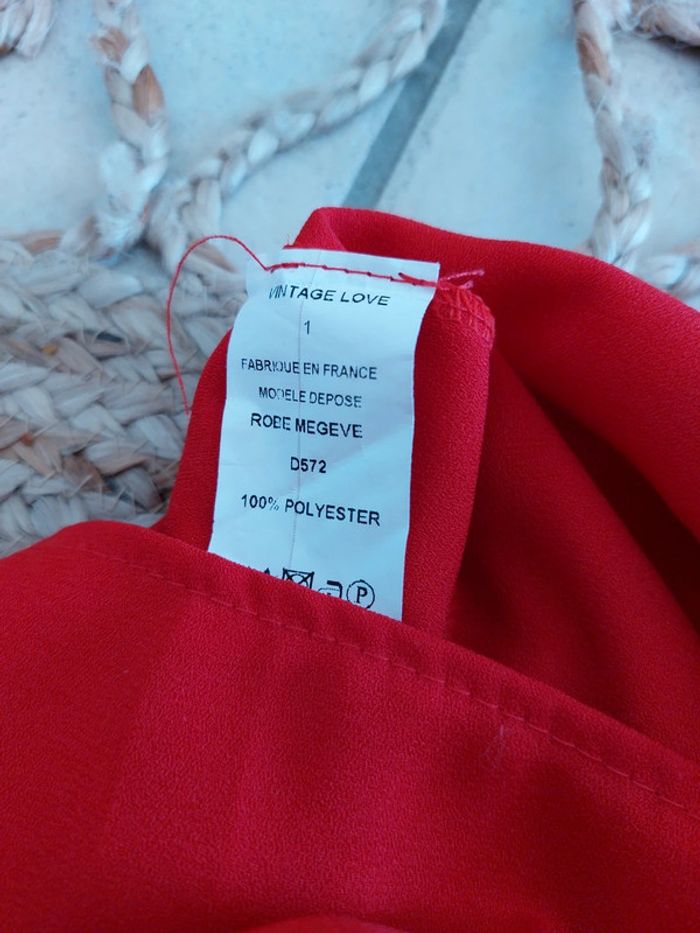 VINTAGE LOVE
1
FABRIQUE EN FRANCE
MODELE DEPOSE
ROBE MEGEVE
D572
100% POLYESTER
P